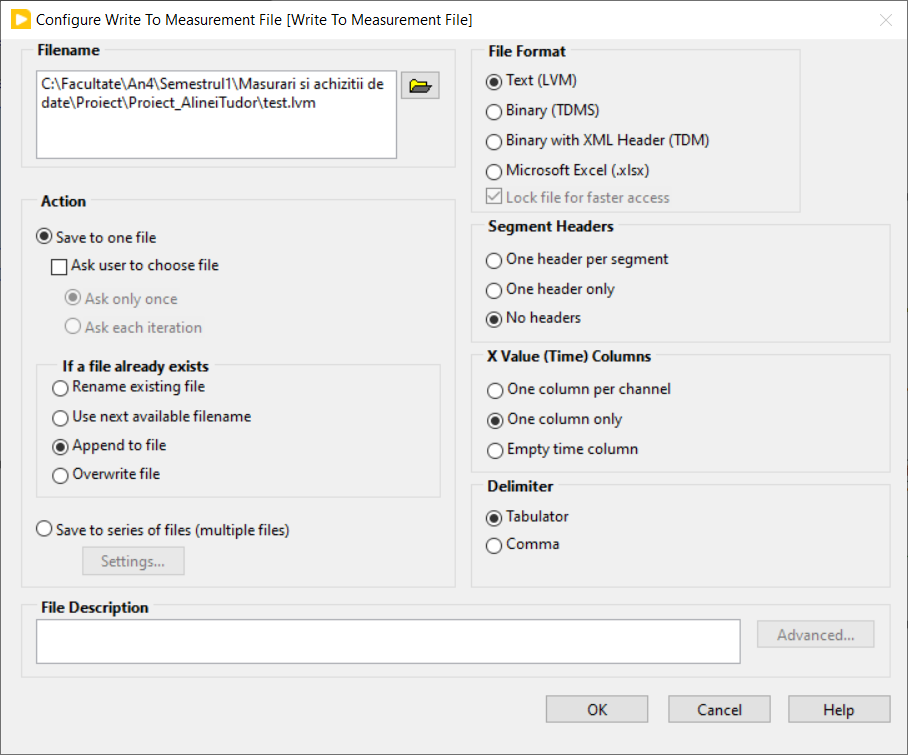 Configure Write To Measurement File [Write To Measurement File]
Filename
C:\Facultate\An4\Semestrul1\Masurari si achizitii de
date\Proiect\Proiect_AlineiTudor\test.lvm
Action
Save to one file
Ask user to choose file
Ask only once
Ask each iteration
If a file already exists
Rename existing file
Use next available filename
Append to file
Overwrite file
Save to series of files (multiple files)
Settings...
File Format
Text (LVM)
Binary (TDMS)
Binary with XML Header (TDM)
Microsoft Excel (.xlsx)
Lock file for faster access
Segment Headers
One header per segment
One header only
No headers
X Value (Time) Columns
One column per channel
One column only
Empty time column
Delimiter
Tabulator
Comma
File Description
Advanced...
OK
Cancel
Help